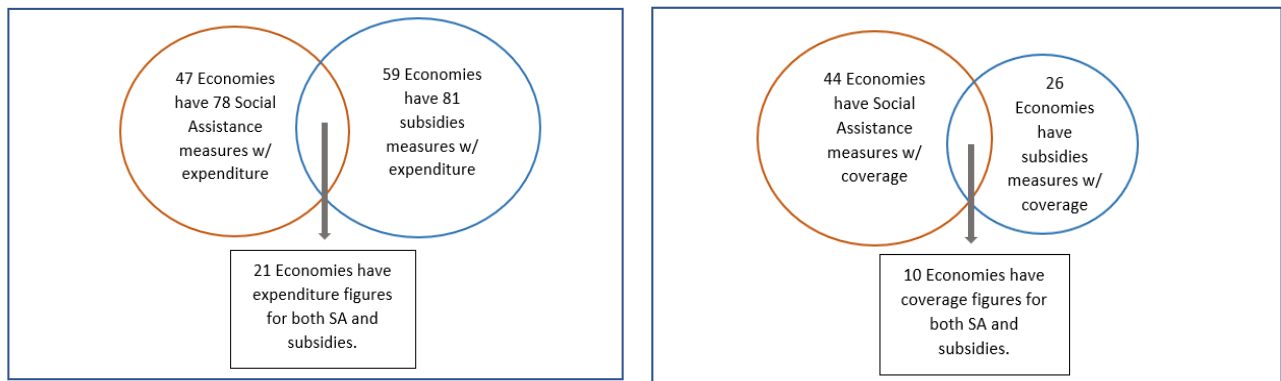 47 Economies
have 78 Social
Assistance
measures w/
expenditure
59 Economies
have 81
subsidies
measures w/
expenditure
21 Economies have
expenditure figures
for both SA and
subsidies.
44 Economies
have Social
Assistance
measures w/
coverage
26
Economies
have
subsidies
measures w/
coverage
10 Economies have
coverage figures for
both SA and
subsidies.